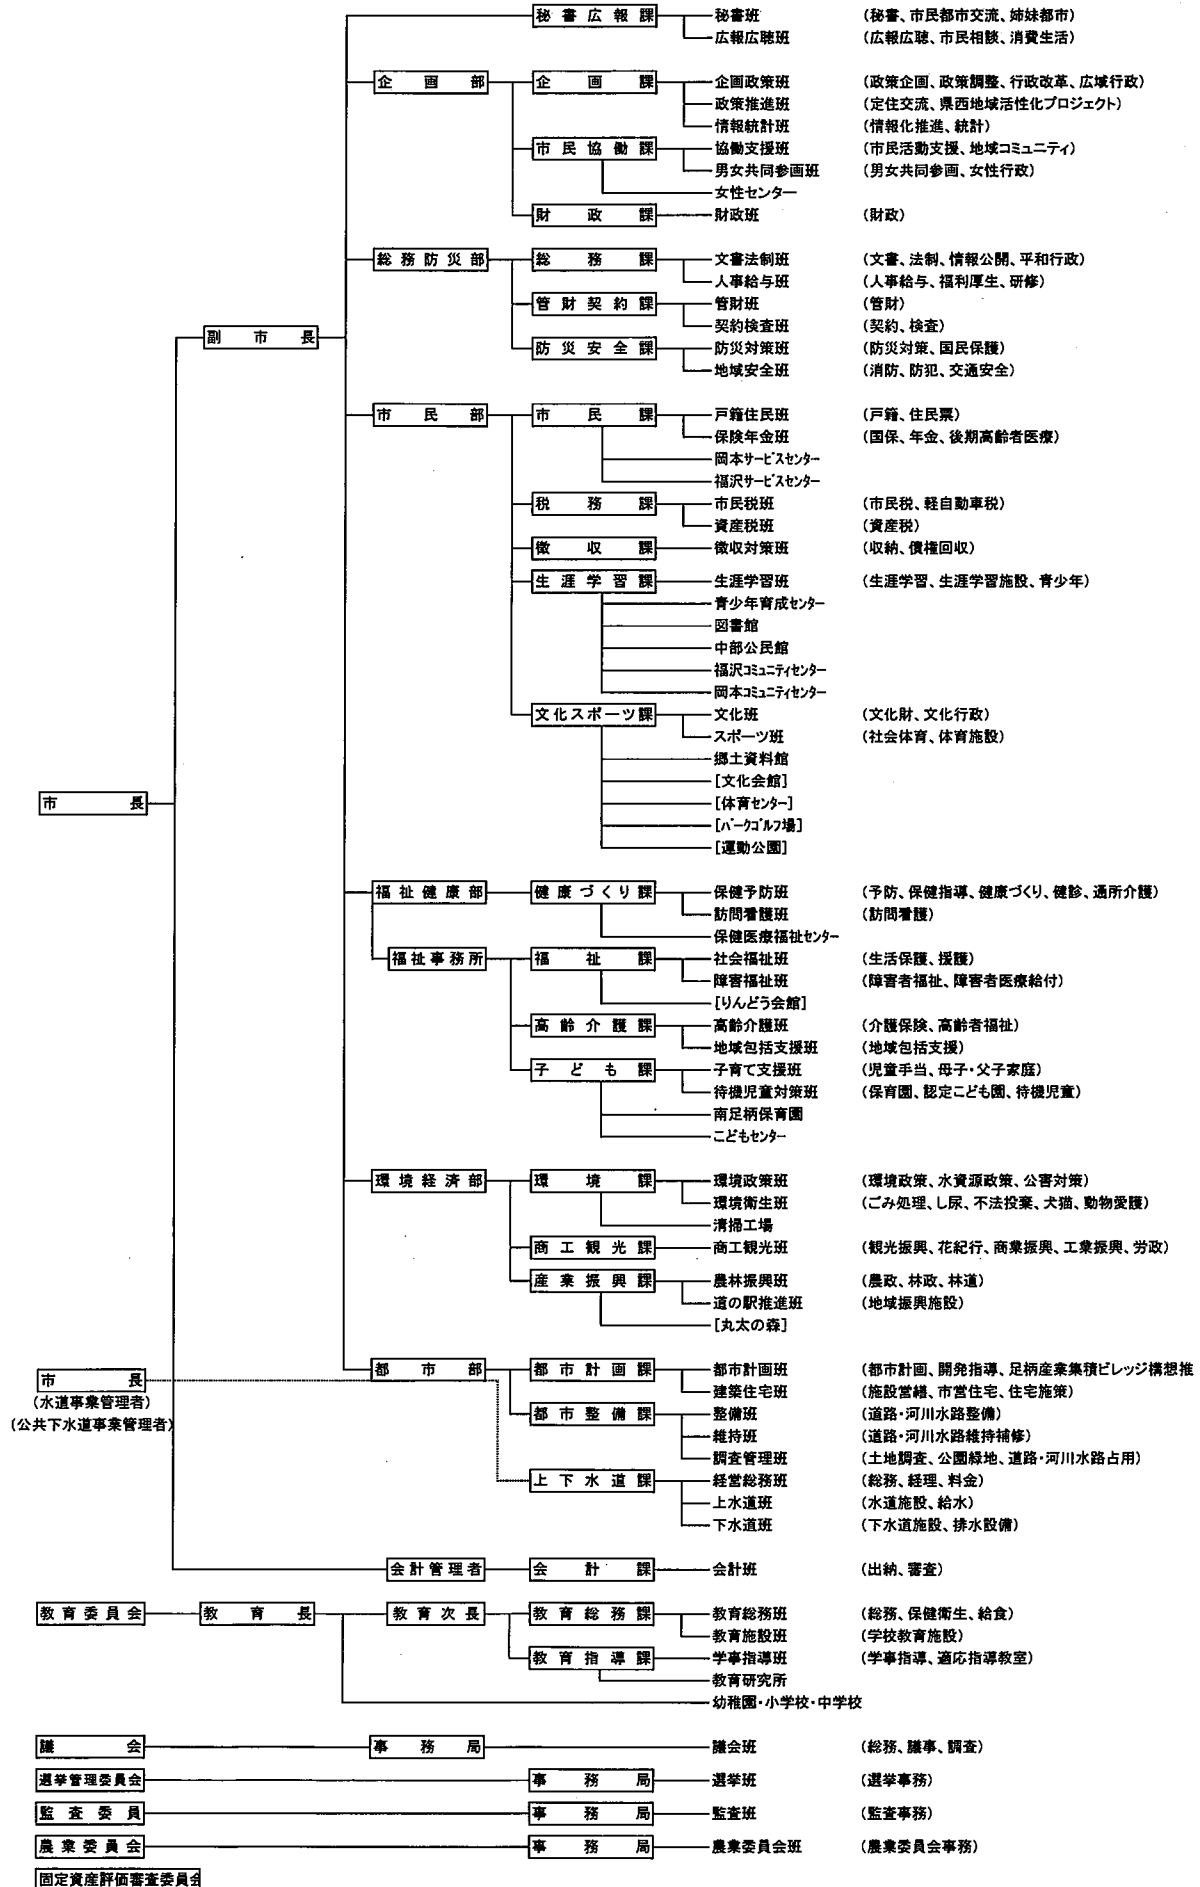 秘書広報課 秘書班 (秘書、市民都市交流、姉妹都市)
広報広聴班 (広報広聴、市民相談、消費生活)
企画部 企画課 企画政策班 (政策企画、政策調整、行政改革、広域行政)
政策推進班 (定住交流、県西地域活性化プロジェクト)
情報統計班 (情報化推進、統計)
市民協働課 協働支援班 (市民活動支援、地域コミュニティ)
男女共同参画班 (男女共同参画、女性行政)
女性センター
財政課 財政班 (財政)
総務防災部 総務課 文書法制班 (文書、法制、情報公開、平和行政)
人事給与班 (人事給与、福利厚生、研修)
管財契約課 管財班 (管財)
契約検査班 (契約、検査)
副市長
防災安全課 防災対策班 (防災対策、国民保護)
地域安全班 (消防、防犯、交通安全)
市民部 市民課 戸籍住民班 (戸籍、住民票)
保険年金班 (国保、年金、後期高齢者医療)
岡本サービスセンター
福沢サービスセンター
税務課 市民税班 (市民税、軽自動車税)
資産税班 (資産税)
徴収課 徴収対策班 (収納、債権回収)
生涯学習課 生涯学習班 (生涯学習、生涯学習施設、青少年)
青少年育成センター
図書館
中部公民館
福沢コミュニティセンター
岡本コミュニティセンター
文化スポーツ課 文化班 (文化財、文化行政)
スポーツ班 (社会体育、体育施設)
郷土資料館
[文化会館]
市長 [体育センター]
[パークゴルフ場]
[運動公園]
福祉健康部 健康づくり課 保健予防班 (予防、保健指導、健康づくり、健診、通所介護)
訪問看護班 (訪問看護)
保健医療福祉センター
福祉事務所 福祉課 社会福祉班 (生活保護、援護)
障害福祉班 (障害者福祉、障害者医療給付)
[りんどう会館]
高齢介護課 高齢介護班 (介護保険、高齢者福祉)
地域包括支援班 (地域包括支援)
子ども課 子育て支援班 (児童手当、母子・父子家庭)
待機児童対策班 (保育園、認定こども園、待機児童)
南足柄保育園
こどもセンター
環境経済部 環境課 環境政策班 (環境政策、水資源政策、公害対策)
環境衛生班 (ごみ処理、し尿、不法投棄、犬猫、動物愛護)
清掃工場
商工観光課 商工観光班 (観光振興、花紀行、商業振興、工業振興、労政)
産業振興課 農林振興班 (農政、林政、林道)
道の駅推進班 (地域振興施設)
[丸太の森]
都市部 都市計画課 都市計画班 (都市計画、開発指導、足柄産業集積ビレッジ構想推
市長
建築住宅班 (施設営繕、市営住宅、住宅施策)
(水道事業管理者)
都市整備課 整備班 (道路・河川水路整備)
(公共下水道事業管理者)
維持班 (道路・河川水路維持補修)
調査管理班 (土地調査、公園緑地、道路・河川水路占用)
上下水道課 経営総務班 (総務、経理、料金)
上水道班 (水道施設、給水)
下水道班 (下水道施設、排水設備)
会計管理者 会計課 会計班 (出納、審査)
教育委員会 教育長 教育次長 教育総務課 教育総務班 (総務、保健衛生、給食)
教育施設班 (学校教育施設)
教育指導課 学事指導班 (学事指導、適応指導教室)
教育研究所
幼稚園・小学校・中学校
議会 事務局 議会班 (総務、議事、調査)
選挙管理委員会 事務局 選挙班 (選挙事務)
監査委員 事務局 監査班 (監査事務)
農業委員会 事務局 農業委員会班 (農業委員会事務)
固定資産評価審査委員会